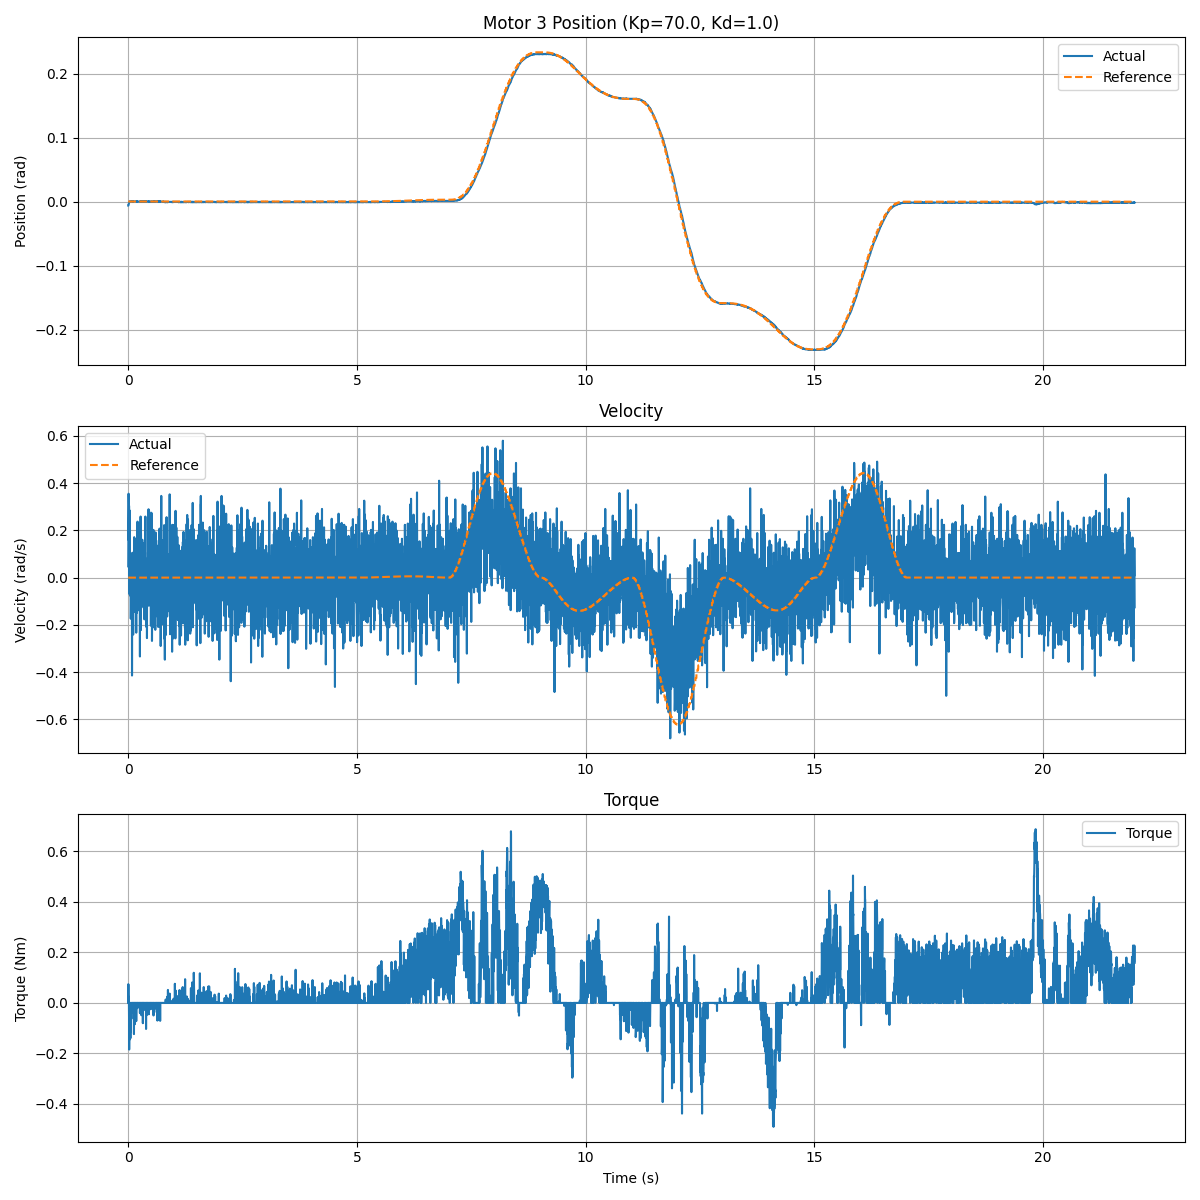 Motor 3 Position (Kp=70.0, Kd=1.0)
Actual
Reference
Position (rad)
0.2
0.1
0.0
−0.1
−0.2
0 5 10 15 20
Velocity
Actual
Reference
Velocity (rad/s)
0.6
0.4
0.2
0.0
−0.2
−0.4
−0.6
0 5 10 15 20
Torque
Torque
Torque (Nm)
0.6
0.4
0.2
0.0
−0.2
−0.4
0 5 10 15 20
Time (s)